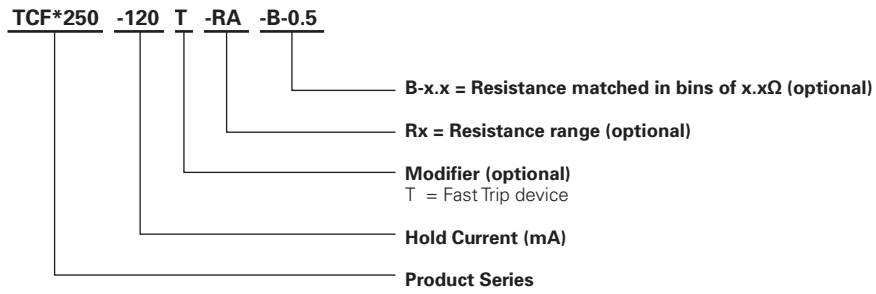 TCF*250 -120 T -RA -B-0.5
B-x.x = Resistance matched in bins of x.xΩ (optional)
Rx = Resistance range (optional)
Modifier (optional)
T = Fast Trip device
Hold Current (mA)
Product Series